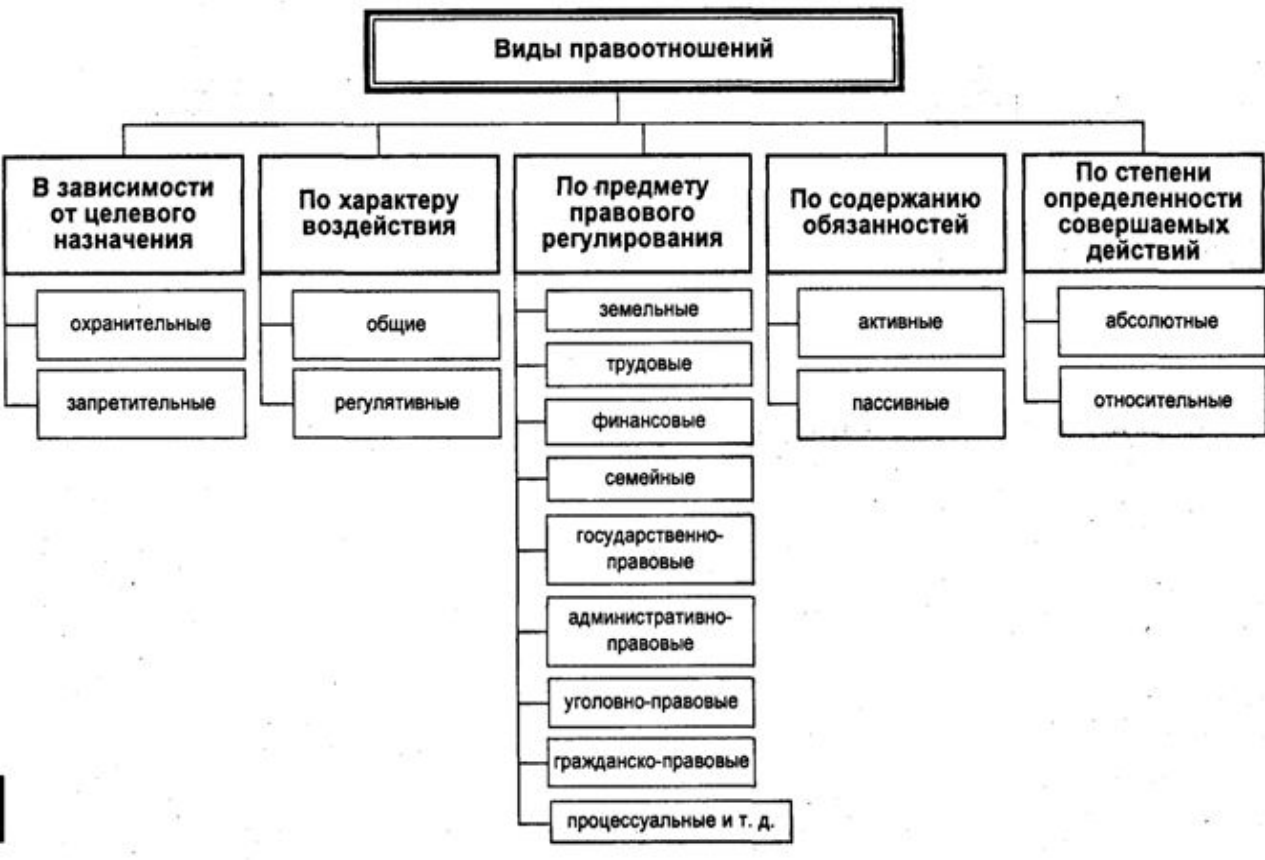 Виды правоотношений
В зависимости
от целевого
назначения
охранительные
запретительные
По характеру
воздействия
общие
регулятивные
По предмету
правового
регулирования
земельные
трудовые
финансовые
семейные
государственно-
правовые
административно-
правовые
уголовно-правовые
гражданско-правовые
процессуальные и т. д.
По содержанию
обязанностей
активные
пассивные
По степени
определенности
совершаемых
действий
абсолютные
относительные